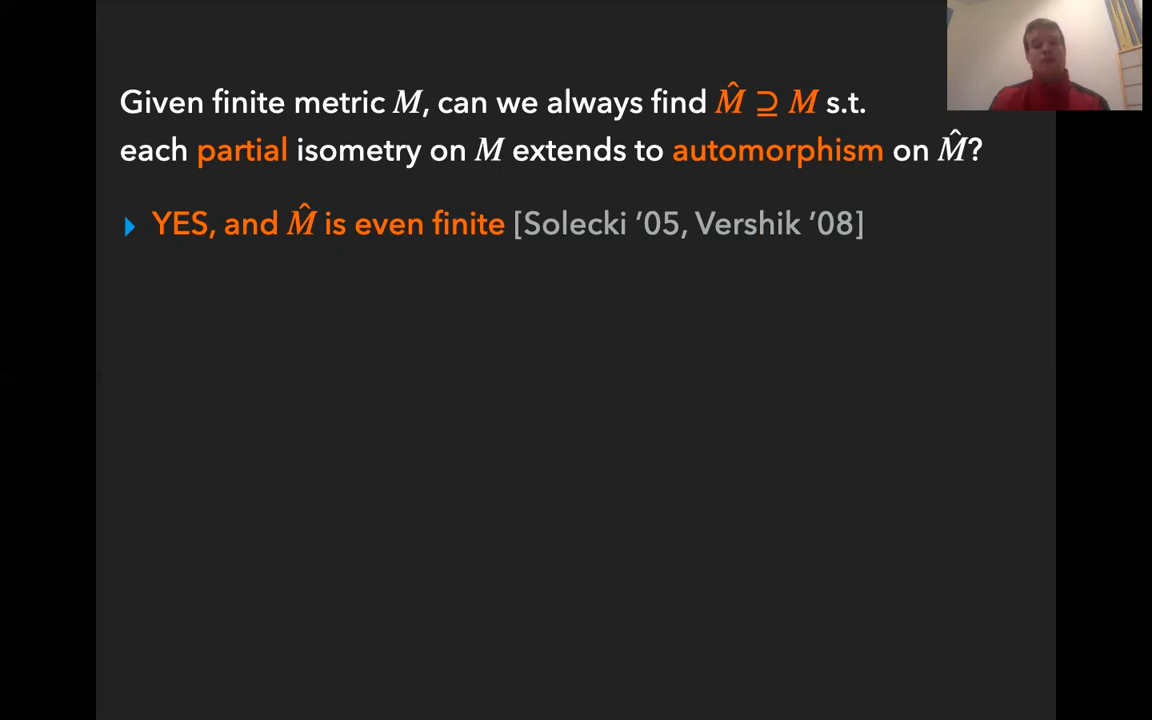 Given finite metric M, can we always find M̂ ⊇ M s.t.
each partial isometry on M extends to automorphism on M̂?
YES, and M̂ is even finite [Solecki ’05, Vershik ’08]